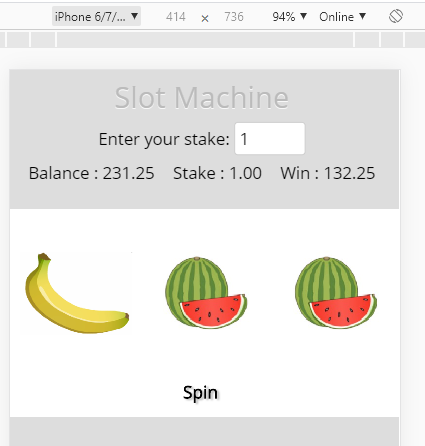 iPhone 6/7/... ▼ 414 × 736 94% ▼ Online ▼
Slot Machine
Enter your stake: 1
Balance : 231.25 Stake : 1.00 Win : 132.25
Spin